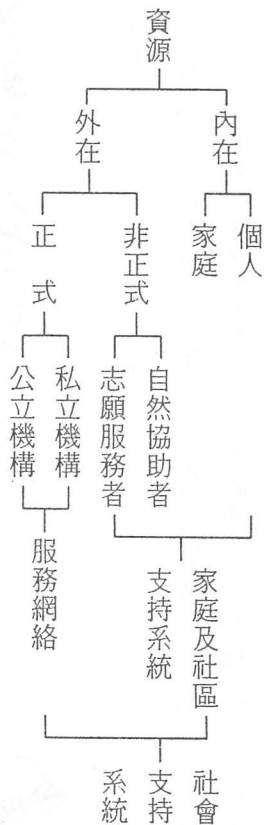 資源
內在
外在
個人
家庭
非正式
正式
自然協助者
志願服務者
私立機構
公立機構
家庭及社區
支持系統
服務網絡
社會
支持
系統